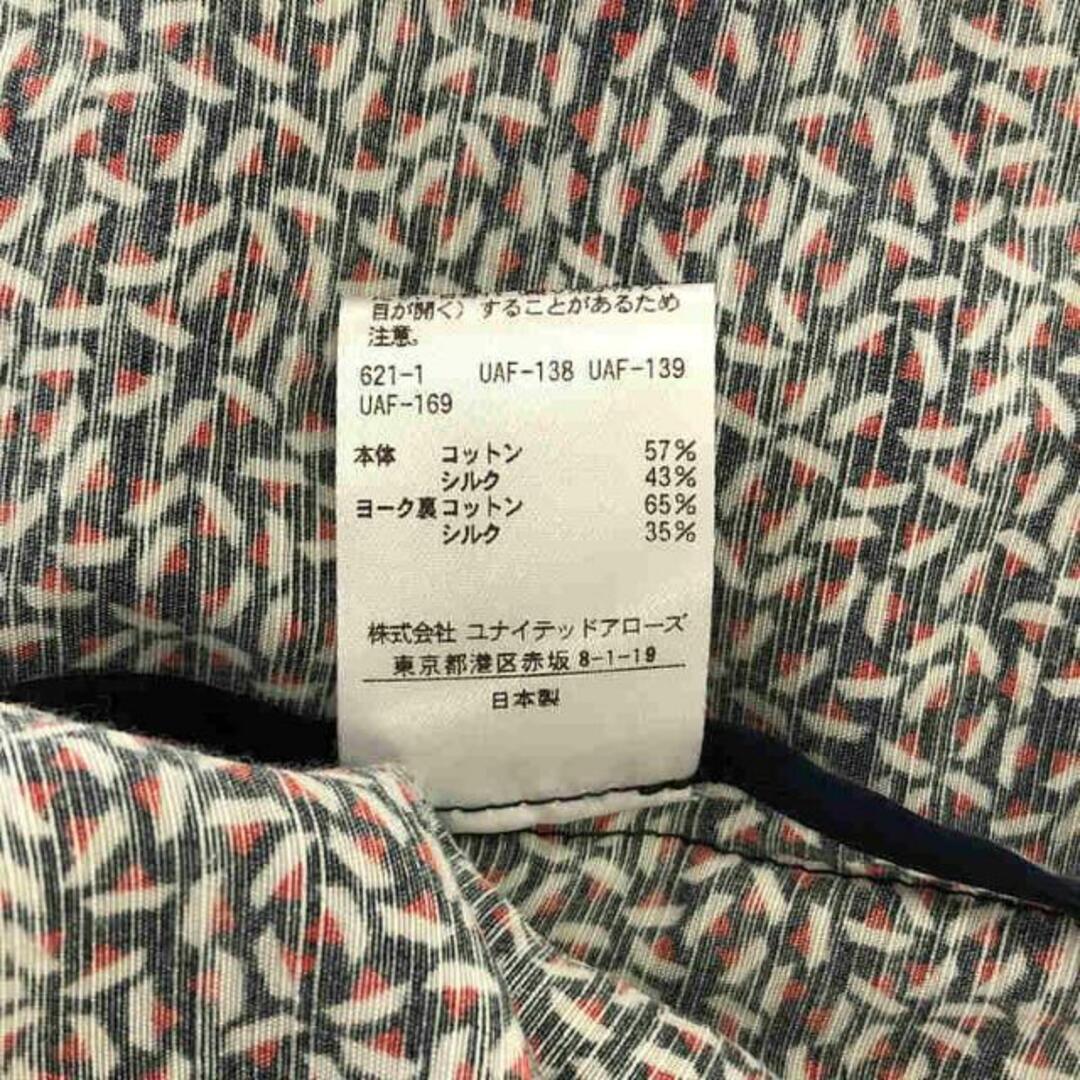 目が開く）することがあるため
注意。
621-1 UAF-138 UAF-139
UAF-169
本体 コットン 57%
シルク 43%
ヨーク裏 コットン 65%
シルク 35%
株式会社 ユナイテッドアローズ
東京都港区赤坂 8-1-19
日本製